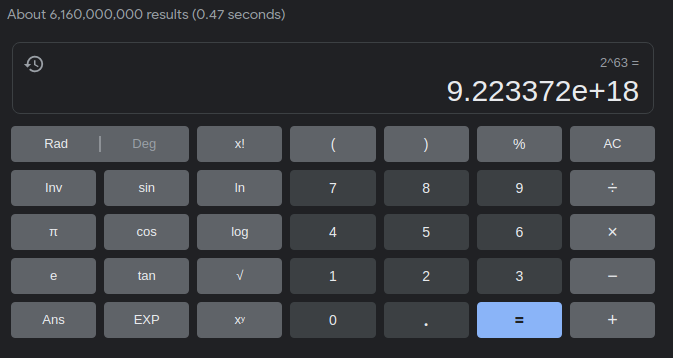 About 6,160,000,000 results (0.47 seconds)
2^63 =
9.223372e+18
Rad | Deg x! ( ) % AC
Inv sin ln 7 8 9 ÷
π cos log 4 5 6 ×
e tan √ 1 2 3 −
Ans EXP xʸ 0 . = +